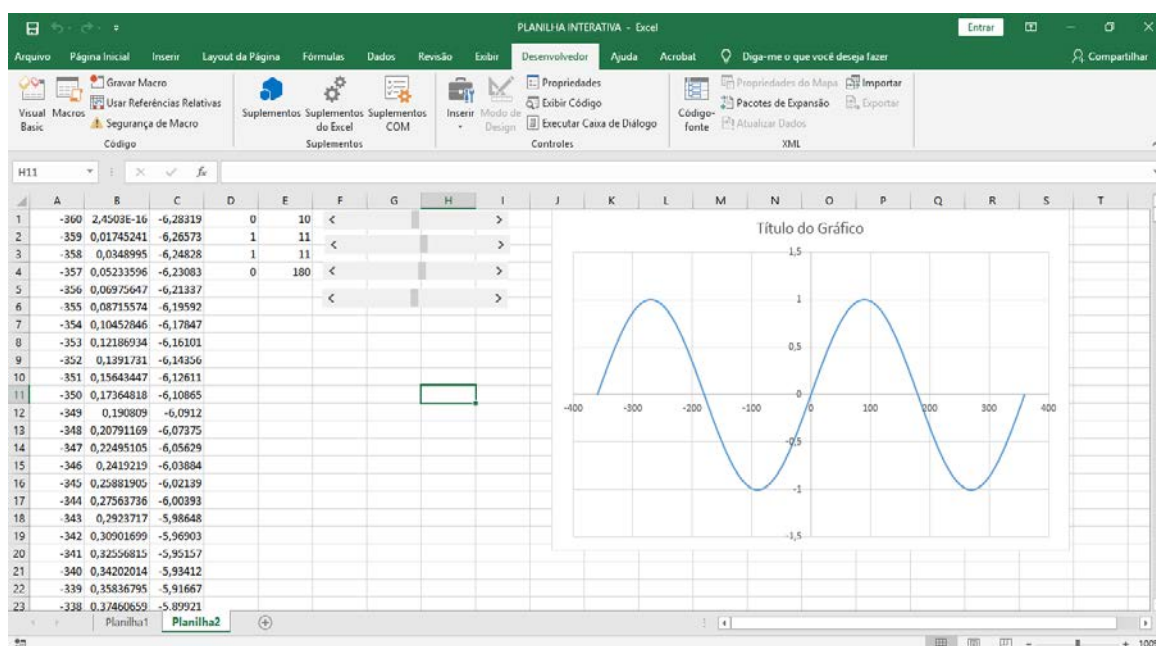 PLANILHA INTERATIVA - Excel
Entrar
Arquivo Página Inicial Inserir Layout da Página Fórmulas Dados Revisão Exibir Desenvolvedor Ajuda Acrobat Diga-me o que você deseja fazer Compartilhar
Visual Basic
Macros
Gravar Macro
Usar Referências Relativas
Segurança de Macro
Código
Suplementos
Suplementos do Excel
Suplementos COM
Suplementos
Inserir
Modo de Design
Propriedades
Exibir Código
Executar Caixa de Diálogo
Controles
Código-fonte
Propriedades do Mapa
Pacotes de Expansão
Atualizar Dados
Importar
Exportar
XML
H11 fx
A B C D E F G H I J K L M N O P Q R S T
1 -360 2,4503E-16 -6,28319 0 10
2 -359 0,01745241 -6,26573 1 11
3 -358 0,0348995 -6,24828 1 11
4 -357 0,05233596 -6,23083 0 180
5 -356 0,06975647 -6,21337
6 -355 0,08715574 -6,19592
7 -354 0,10452846 -6,17847
8 -353 0,12186934 -6,16101
9 -352 0,1391731 -6,14356
10 -351 0,15643447 -6,12611
11 -350 0,17364818 -6,10865
12 -349 0,190809 -6,0912
13 -348 0,20791169 -6,07375
14 -347 0,22495105 -6,05629
15 -346 0,2419219 -6,03884
16 -345 0,25881905 -6,02139
17 -344 0,27563736 -6,00393
18 -343 0,2923717 -5,98648
19 -342 0,30901699 -5,96903
20 -341 0,32556815 -5,95157
21 -340 0,34202014 -5,93412
22 -339 0,35836795 -5,91667
23 -338 0,37460659 -5,89921
Título do Gráfico
1,5
1
0,5
0
-400 -300 -200 -100 0 100 200 300 400
-0,5
-1
-1,5
Planilha1 Planilha2
100%